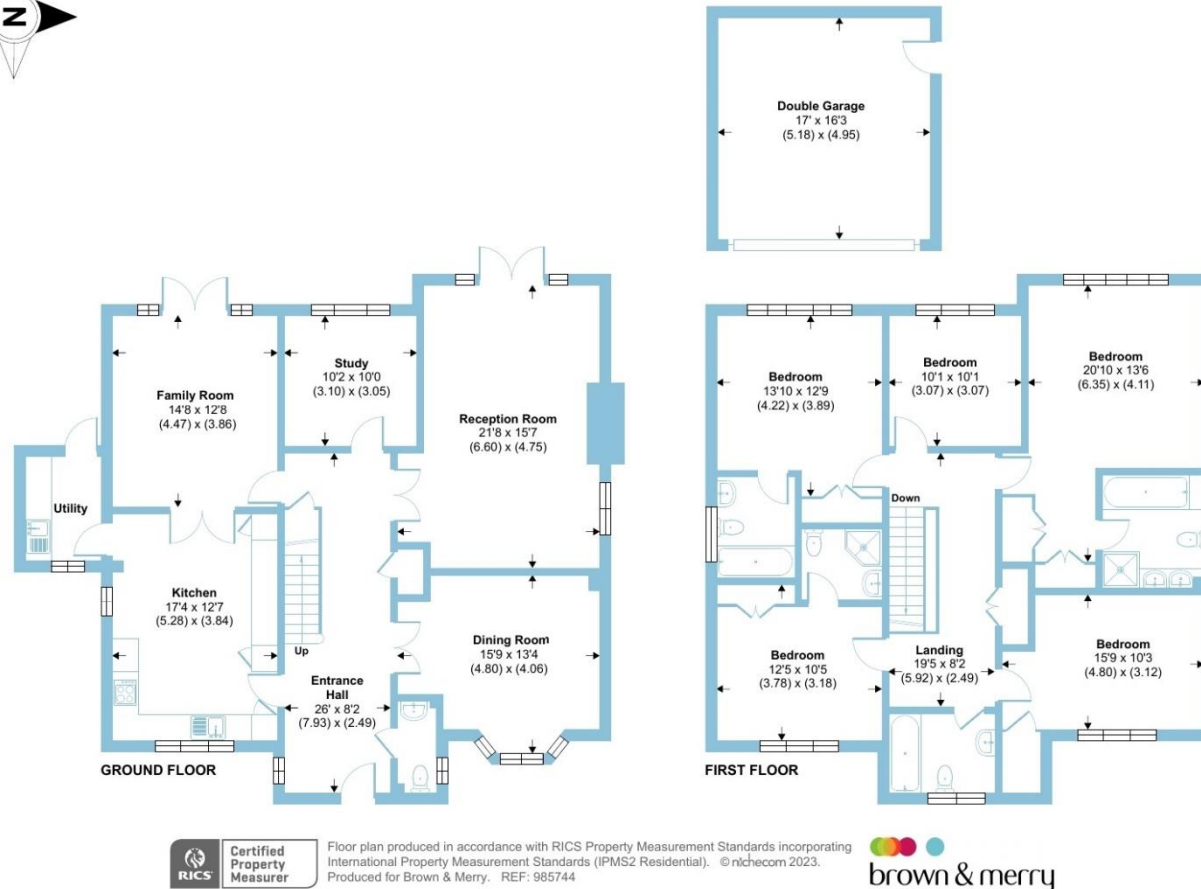 N
Double Garage
17' x 16'3
(5.18) x (4.95)
Family Room
14'8 x 12'8
(4.47) x (3.86)
Study
10'2 x 10'0
(3.10) x (3.05)
Reception Room
21'8 x 15'7
(6.60) x (4.75)
Utility
Kitchen
17'4 x 12'7
(5.28) x (3.84)
Up
Entrance
Hall
26' x 8'2
(7.93) x (2.49)
Dining Room
15'9 x 13'4
(4.80) x (4.06)
GROUND FLOOR
Bedroom
13'10 x 12'9
(4.22) x (3.89)
Bedroom
10'1 x 10'1
(3.07) x (3.07)
Bedroom
20'10 x 13'6
(6.35) x (4.11)
Down
Bedroom
12'5 x 10'5
(3.78) x (3.18)
Landing
19'5 x 8'2
(5.92) x (2.49)
Bedroom
15'9 x 10'3
(4.80) x (3.12)
FIRST FLOOR
RICS
Certified
Property
Measurer
Floor plan produced in accordance with RICS Property Measurement Standards incorporating
International Property Measurement Standards (IPMS2 Residential). © nichecom 2023.
Produced for Brown & Merry. REF: 985744
brown & merry